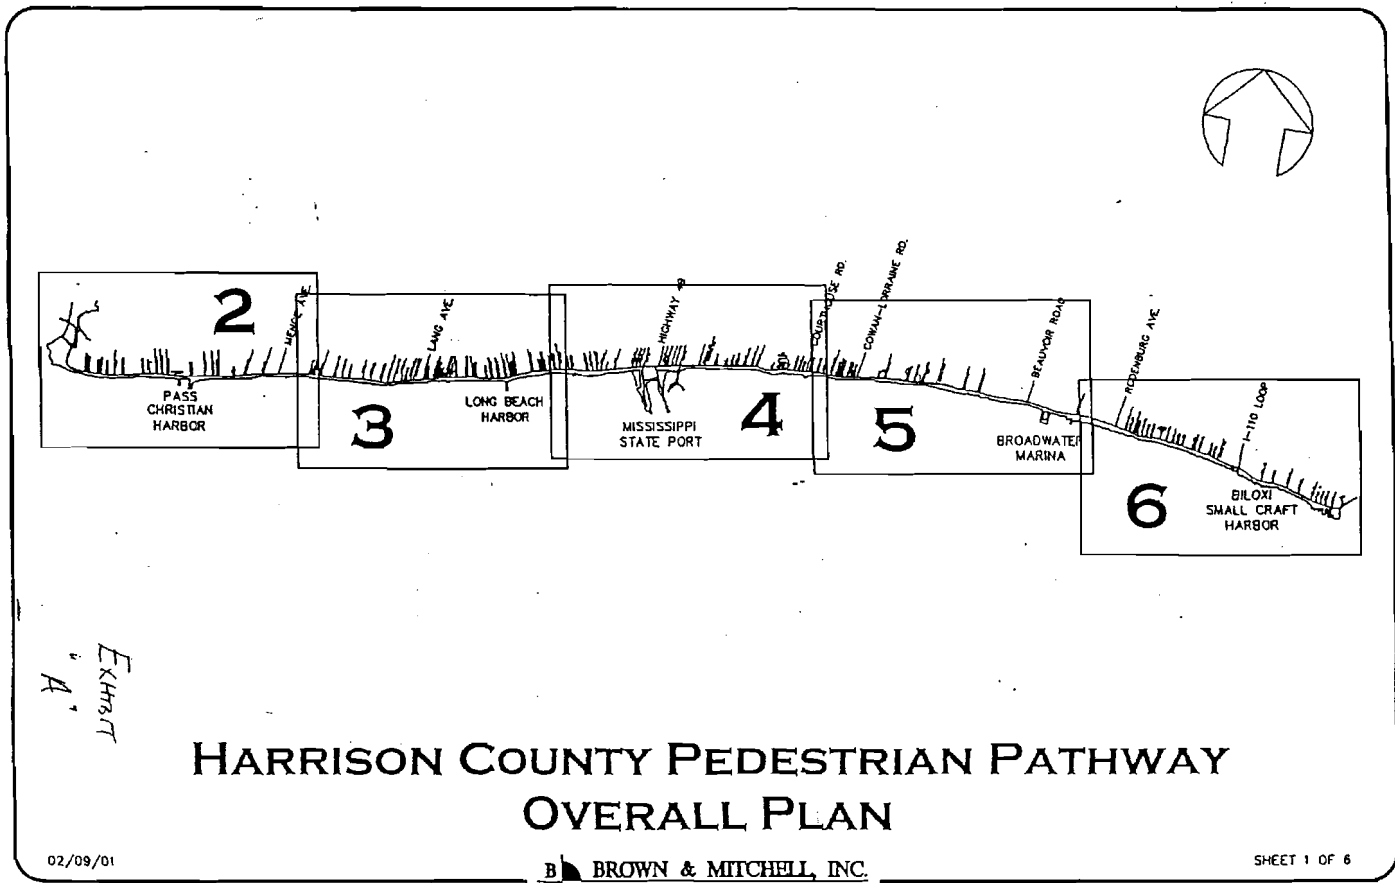 2
MENGE AVE.
PASS
CHRISTIAN
HARBOR
3
LANG AVE.
LONG BEACH
HARBOR
HIGHWAY 49
MISSISSIPPI
STATE PORT
4
COURTHOUSE RD.
COWAN-LORRAINE RD.
5
BEAUVOIR ROAD
BROADWATER
MARINA
RODENBURG AVE.
6
I-110 LOOP
BILOXI
SMALL CRAFT
HARBOR
EXHIBIT
"A"
HARRISON COUNTY PEDESTRIAN PATHWAY
OVERALL PLAN
02/09/01
B BROWN & MITCHELL, INC.
SHEET 1 OF 6